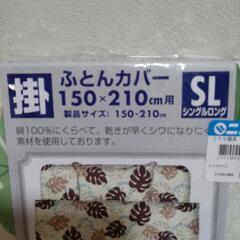 掛
ふとんカバー
150×210cm用
製品サイズ：150×210cm
SL
シングルロング
綿100%にくらべて、乾きが早くシワになりにく
素材を使用しております。